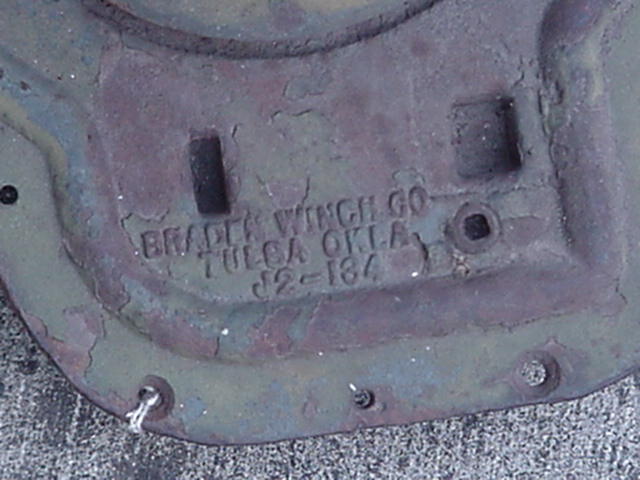 BRADEN WINCH CO
TULSA OKLA
J2-184